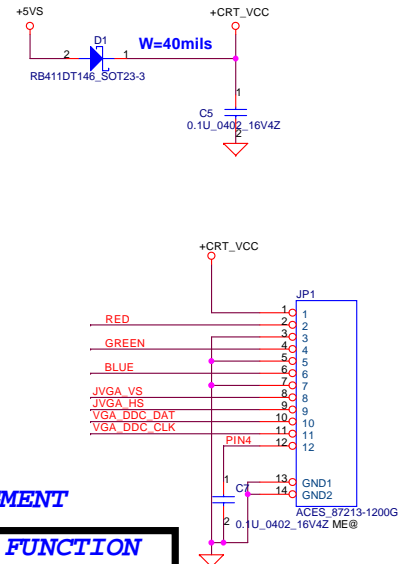 +5VS
+CRT_VCC
D1
W=40mils
2
1
RB411DT146_SOT23-3
1
C5
0.1U_0402_16V4Z
2
+CRT_VCC
JP1
1 1
RED 2 2
3 3
GREEN 4 4
5 5
BLUE 6 6
7 7
JVGA_VS 8 8
JVGA_HS 9 9
VGA_DDC_DAT 10 10
VGA_DDC_CLK 11 11
PIN4 12 12
1
C7
13 GND1
14 GND2
ACES_87213-1200G
2 0.1U_0402_16V4Z ME@
MENT
FUNCTION